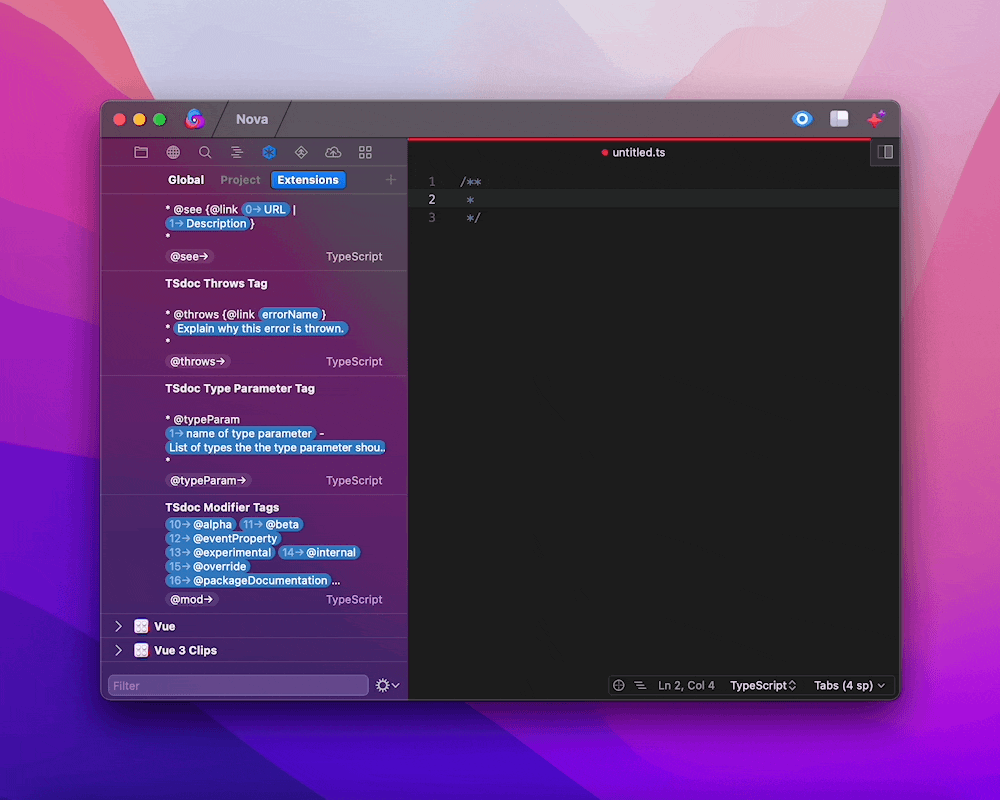 Nova
Global Project Extensions
* @see {@link 0→ URL |
1→ Description }
*
@see→ TypeScript
TSdoc Throws Tag
* @throws {@link errorName }
* Explain why this error is thrown.
*
@throws→ TypeScript
TSdoc Type Parameter Tag
* @typeParam
1→ name of type parameter -
List of types the the type parameter shou..
*
@typeParam→ TypeScript
TSdoc Modifier Tags
10→ @alpha 11→ @beta
12→ @eventProperty
13→ @experimental 14→ @internal
15→ @override
16→ @packageDocumentation ...
@mod→ TypeScript
Vue
Vue 3 Clips
Filter
untitled.ts
1 /**
2 *
3 */
Ln 2, Col 4 TypeScript Tabs (4 sp)